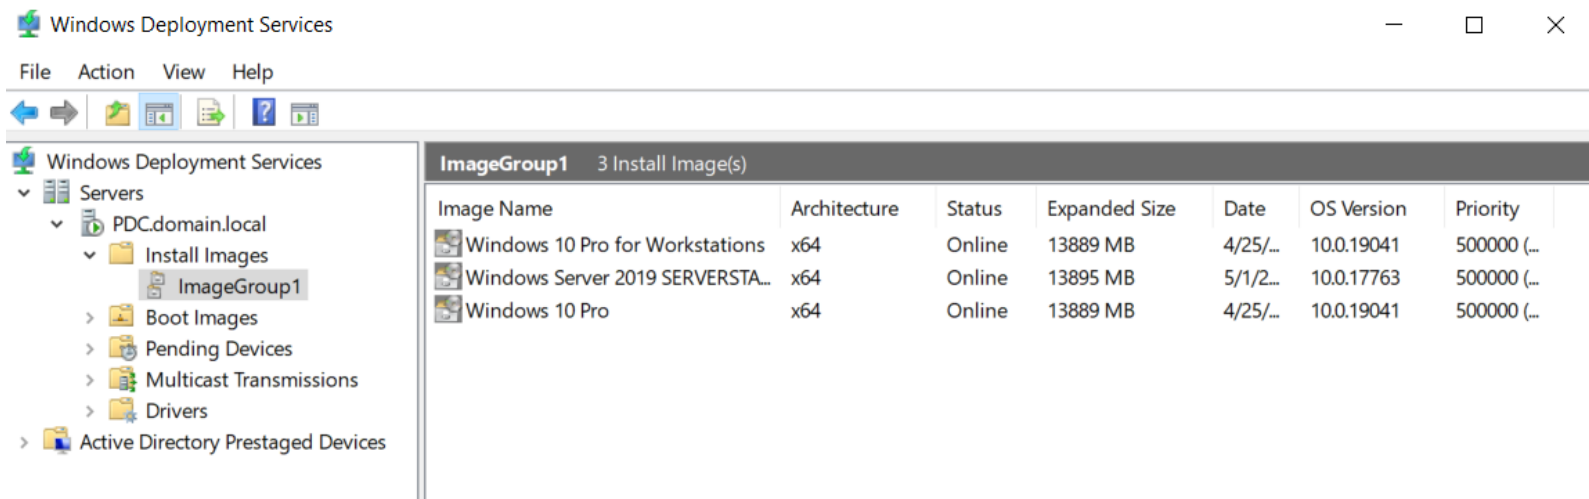 Windows Deployment Services
File Action View Help
Windows Deployment Services
Servers
PDC.domain.local
Install Images
ImageGroup1
Boot Images
Pending Devices
Multicast Transmissions
Drivers
Active Directory Prestaged Devices
ImageGroup1 3 Install Image(s)
Image Name Architecture Status Expanded Size Date OS Version Priority
Windows 10 Pro for Workstations x64 Online 13889 MB 4/25/... 10.0.19041 500000 (...
Windows Server 2019 SERVERSTA... x64 Online 13895 MB 5/1/2... 10.0.17763 500000 (...
Windows 10 Pro x64 Online 13889 MB 4/25/... 10.0.19041 500000 (...